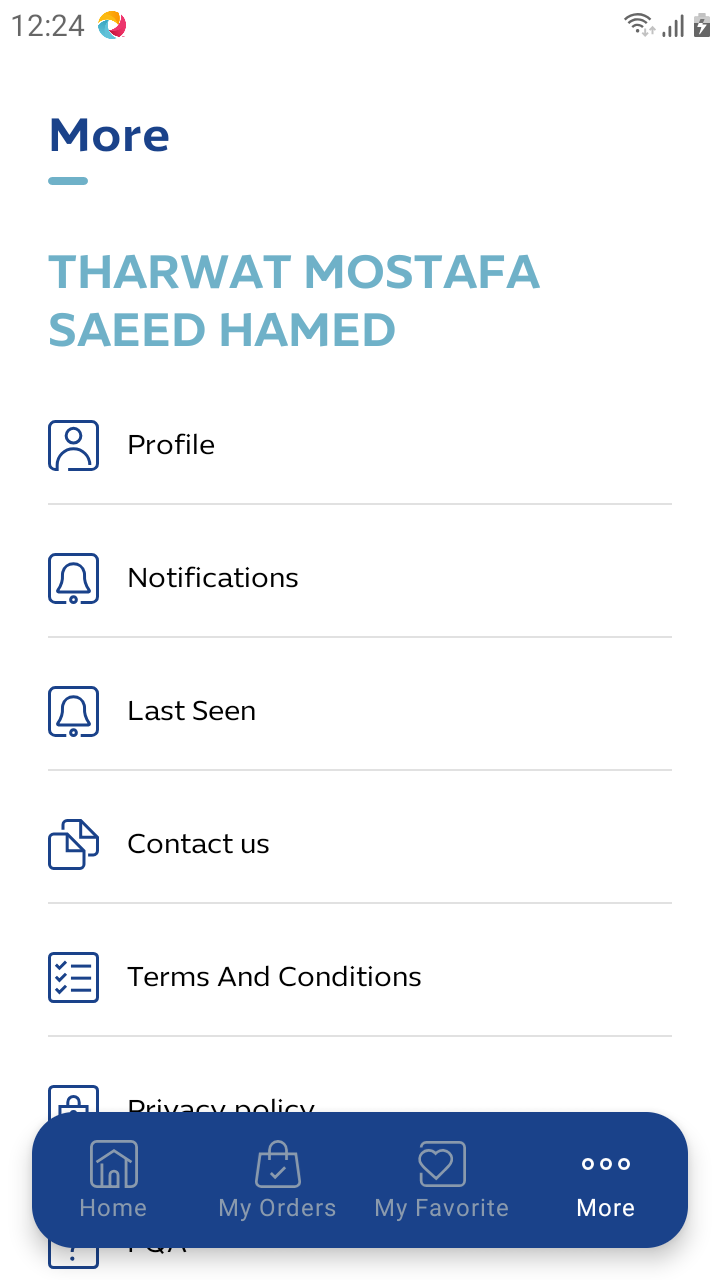 12:24
More
THARWAT MOSTAFA
SAEED HAMED
Profile
Notifications
Last Seen
Contact us
Terms And Conditions
Privacy policy
Home
My Orders
My Favorite
More